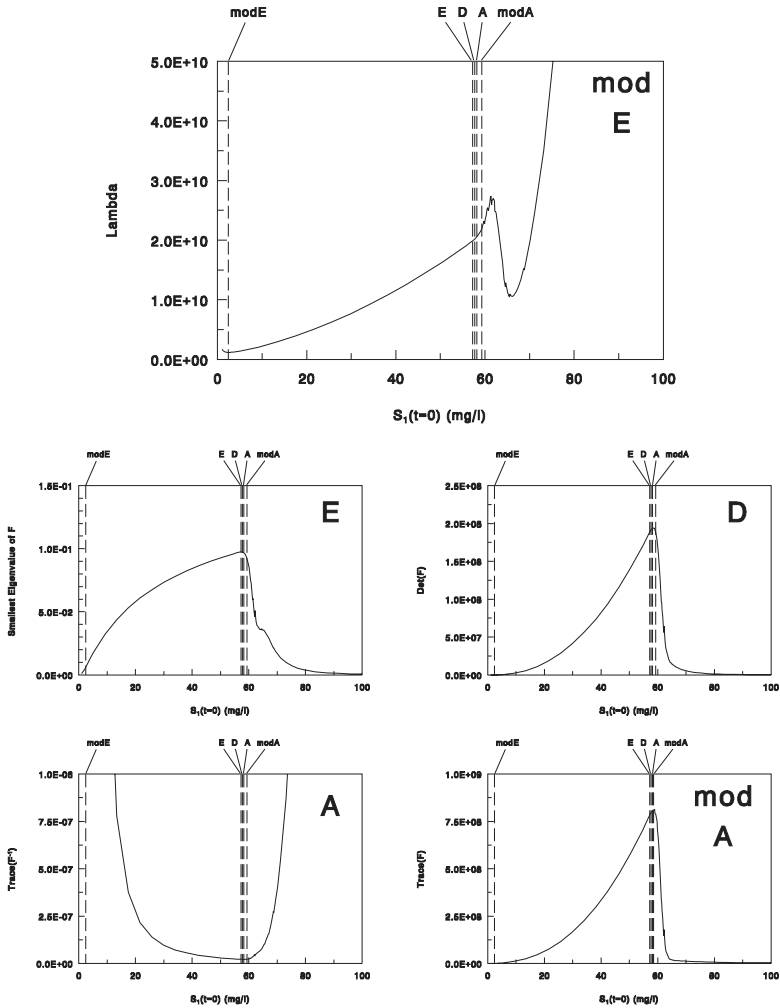 modE E D A modA
5.0E+10
mod
E
4.0E+10
3.0E+10
Lambda
2.0E+10
1.0E+10
0.0E+00
0 20 40 60 80 100
S₁(t=0) (mg/l)
modE E D A modA
1.5E-01
E
Smallest Eigenvalue of F
1.0E-01
5.0E-02
0.0E+00
0 20 40 60 80 100
S₁(t=0) (mg/l)
modE E D A modA
2.5E+08
D
2.0E+08
Det(F)
1.5E+08
1.0E+08
5.0E+07
0.0E+00
0 20 40 60 80 100
S₁(t=0) (mg/l)
modE E D A modA
1.0E-06
A
7.5E-07
Trace(F⁻¹)
5.0E-07
2.5E-07
0.0E+00
0 20 40 60 80 100
S₁(t=0) (mg/l)
modE E D A modA
1.0E+09
mod
A
7.5E+08
Trace(F)
5.0E+08
2.5E+08
0.0E+00
0 20 40 60 80 100
S₁(t=0) (mg/l)